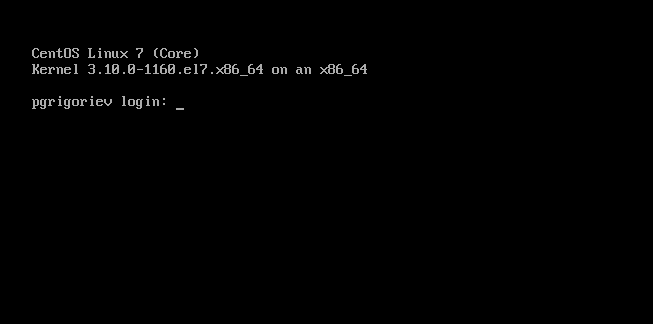 CentOS Linux 7 (Core)
Kernel 3.10.0-1160.el7.x86_64 on an x86_64
pgrigoriev login: _